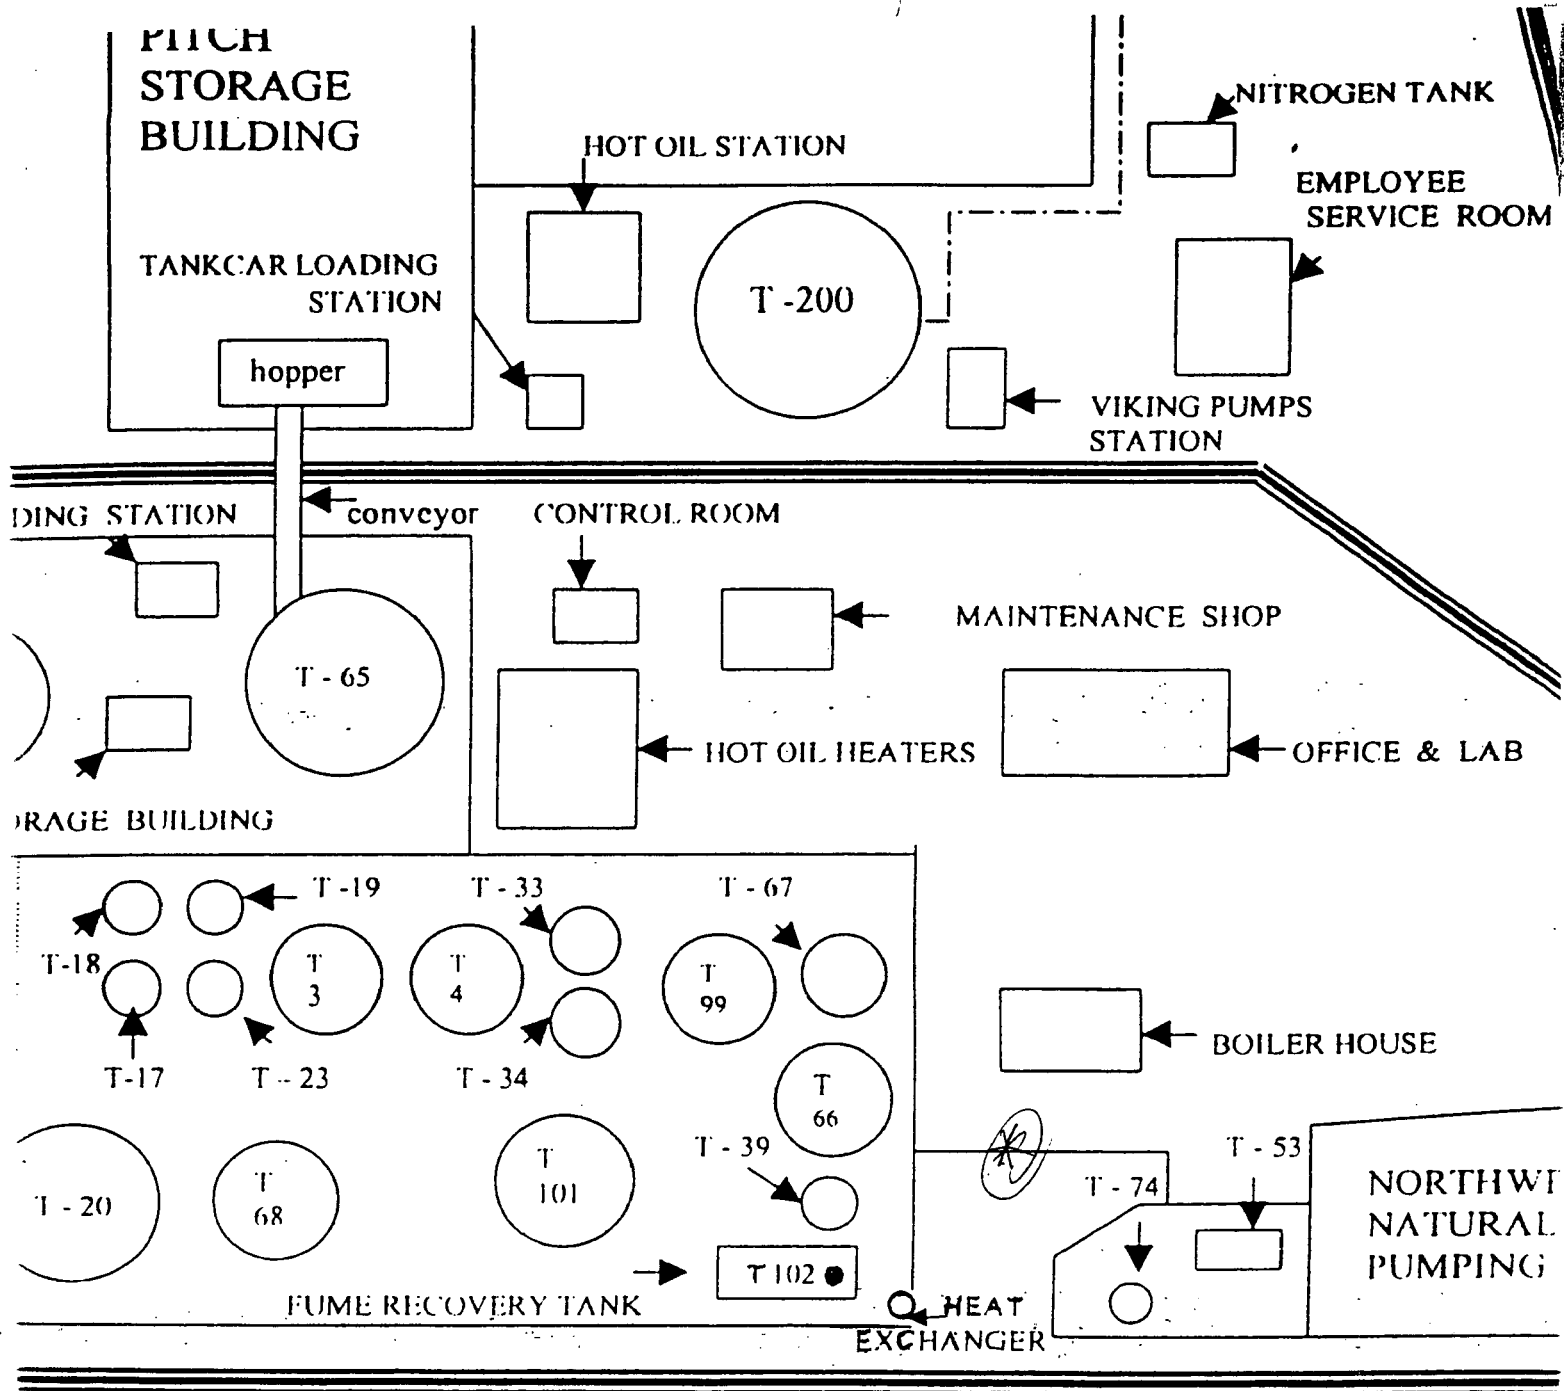 PITCH
STORAGE
BUILDING
NITROGEN TANK
HOT OIL STATION
EMPLOYEE
SERVICE ROOM
TANKCAR LOADING
STATION
T -200
hopper
VIKING PUMPS
STATION
DING STATION
conveyor
CONTROL ROOM
MAINTENANCE SHOP
T - 65
HOT OIL HEATERS
OFFICE & LAB
RAGE BUILDING
T -19
T - 33
T - 67
T-18
T
3
T
4
T
99
BOILER HOUSE
T-17
T - 23
T - 34
T
66
T - 39
T - 53
T - 74
T
101
T
68
T - 20
NORTHW
NATURAL
PUMPING
T 102
FUME RECOVERY TANK
HEAT
EXCHANGER